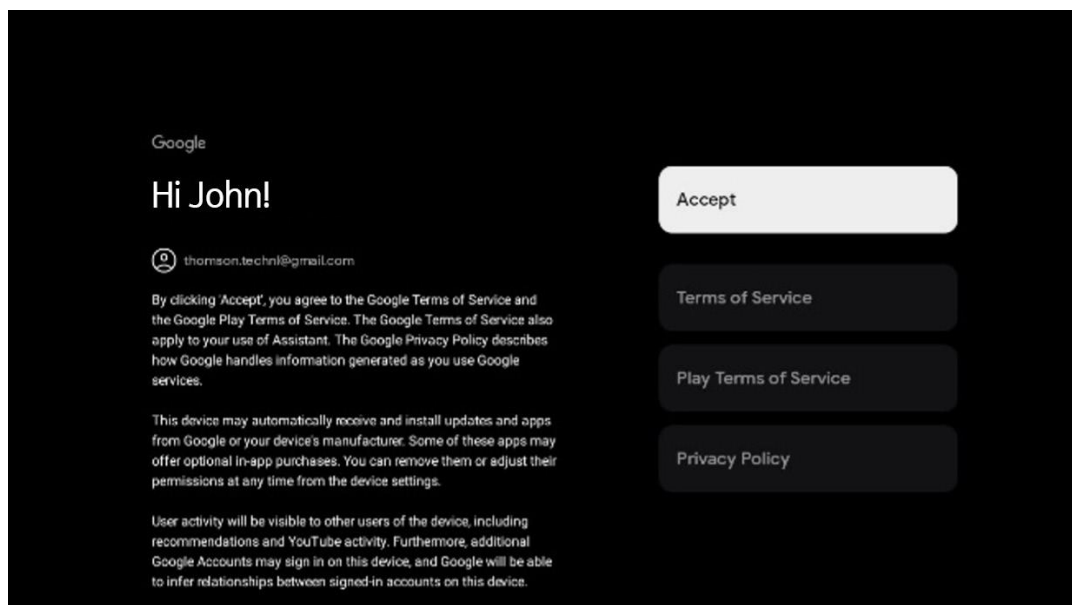 Google
Hi John!
thomson.technl@gmail.com
By clicking 'Accept', you agree to the Google Terms of Service and
the Google Play Terms of Service. The Google Terms of Service also
apply to your use of Assistant. The Google Privacy Policy describes
how Google handles information generated as you use Google
services.
This device may automatically receive and install updates and apps
from Google or your device's manufacturer. Some of these apps may
offer optional in-app purchases. You can remove them or adjust their
permissions at any time from the device settings.
User activity will be visible to other users of the device, including
recommendations and YouTube activity. Furthermore, additional
Google Accounts may sign in on this device, and Google will be able
to infer relationships between signed-in accounts on this device.
Accept
Terms of Service
Play Terms of Service
Privacy Policy